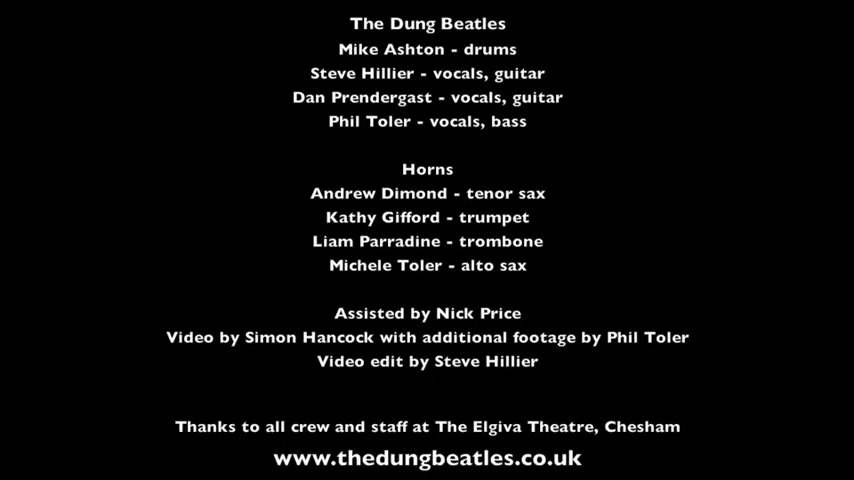 The Dung Beatles
Mike Ashton - drums
Steve Hillier - vocals, guitar
Dan Prendergast - vocals, guitar
Phil Toler - vocals, bass
Horns
Andrew Dimond - tenor sax
Kathy Gifford - trumpet
Liam Parradine - trombone
Michele Toler - alto sax
Assisted by Nick Price
Video by Simon Hancock with additional footage by Phil Toler
Video edit by Steve Hillier
Thanks to all crew and staff at The Elgiva Theatre, Chesham
www.thedungbeatles.co.uk